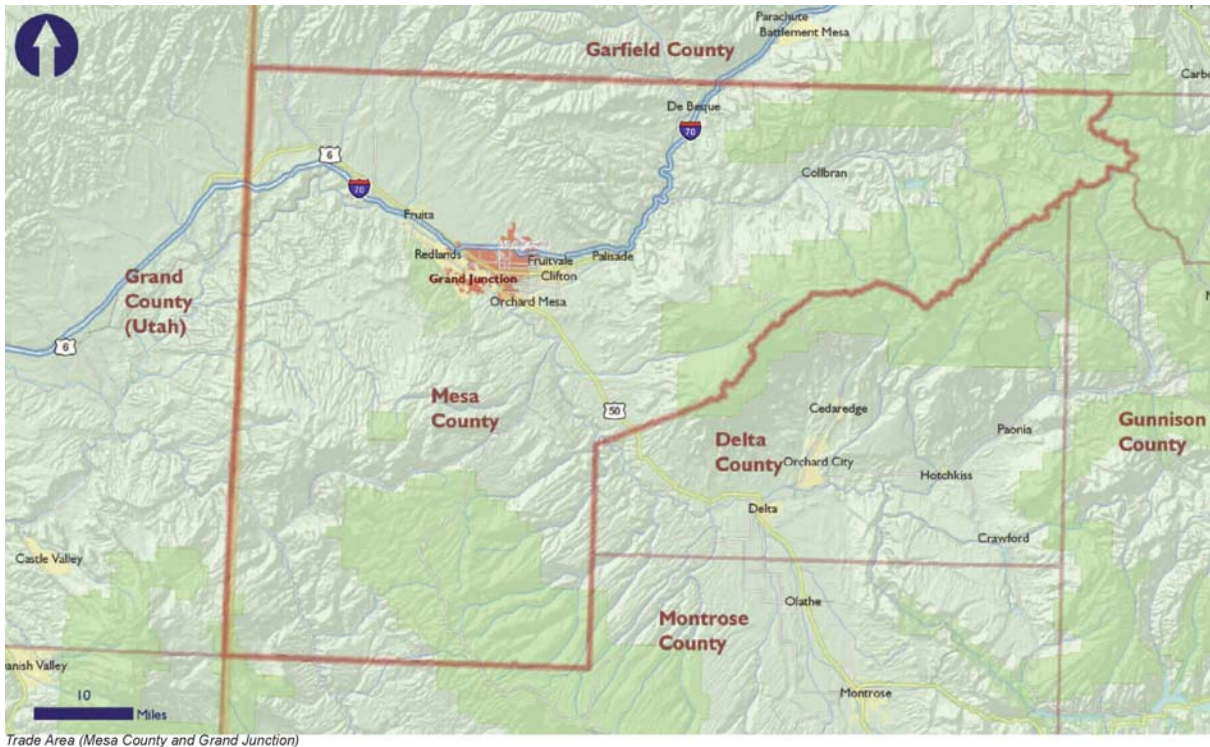 Parachute
Battlement Mesa
Garfield County
De Beque
70
6
70
Collbran
Fruita
Redlands
Fruitvale
Palisade
Clifton
Grand Junction
Orchard Mesa
Grand
County
(Utah)
6
Mesa
County
50
Cedaredge
Gunnison
County
Delta
County
Orchard City
Paonia
Hotchkiss
Delta
Crawford
Castle Valley
Olathe
Montrose
County
anish Valley
Montrose
10
Miles
Trade Area (Mesa County and Grand Junction)